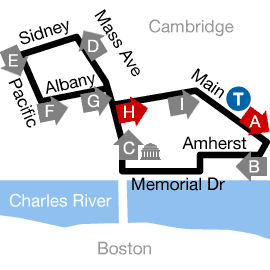 Cambridge
Sidney
D
Mass Ave
E
Pacific
Albany
Main
F
G
H
I
T
A
Amherst
C
B
Memorial Dr
Charles River
Boston